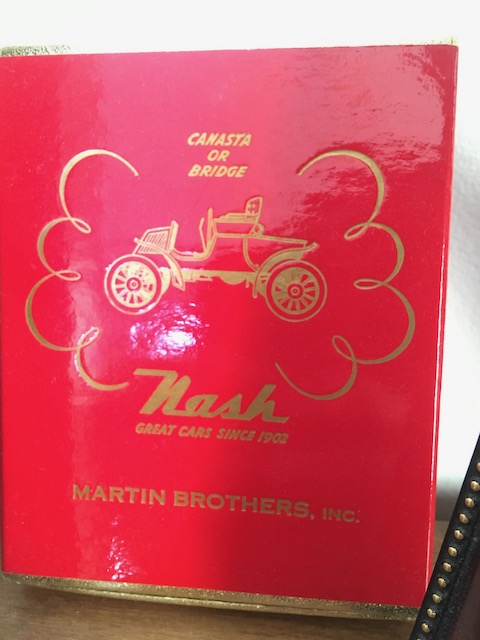 CANASTA
OR
BRIDGE
Nash
GREAT CARS SINCE 1902
MARTIN BROTHERS, INC.